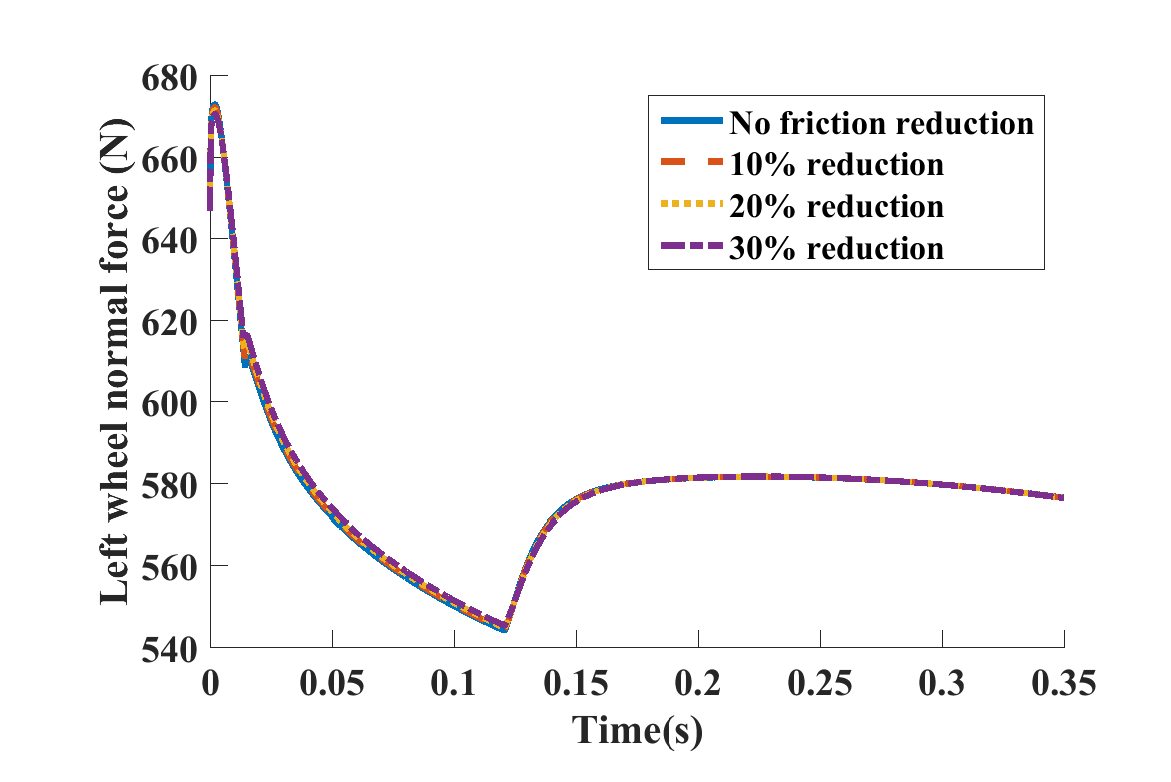 680
660
640
620
600
580
560
540
Left wheel normal force (N)
No friction reduction
10% reduction
20% reduction
30% reduction
0
0.05
0.1
0.15
0.2
0.25
0.3
0.35
Time(s)